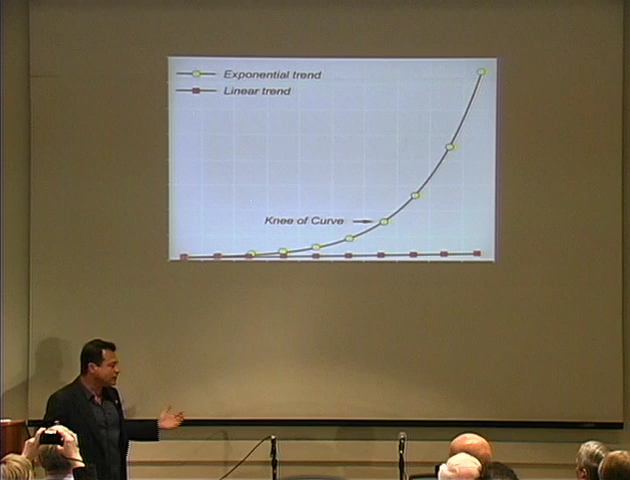 Exponential trend
Linear trend
Knee of Curve